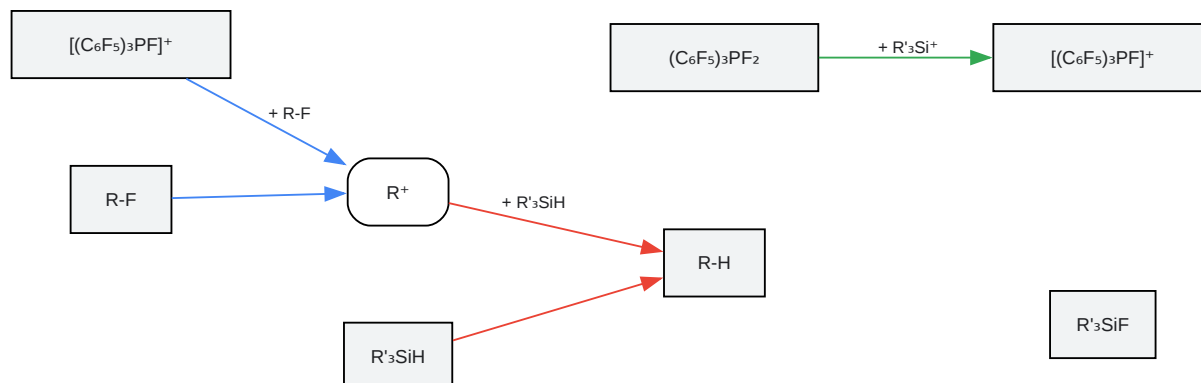 [(C₆F₅)₃PF]⁺
(C₆F₅)₃PF₂
+ R'₃Si⁺
[(C₆F₅)₃PF]⁺
+ R-F
R-F
R⁺
+ R'₃SiH
R-H
R'₃SiH
R'₃SiF